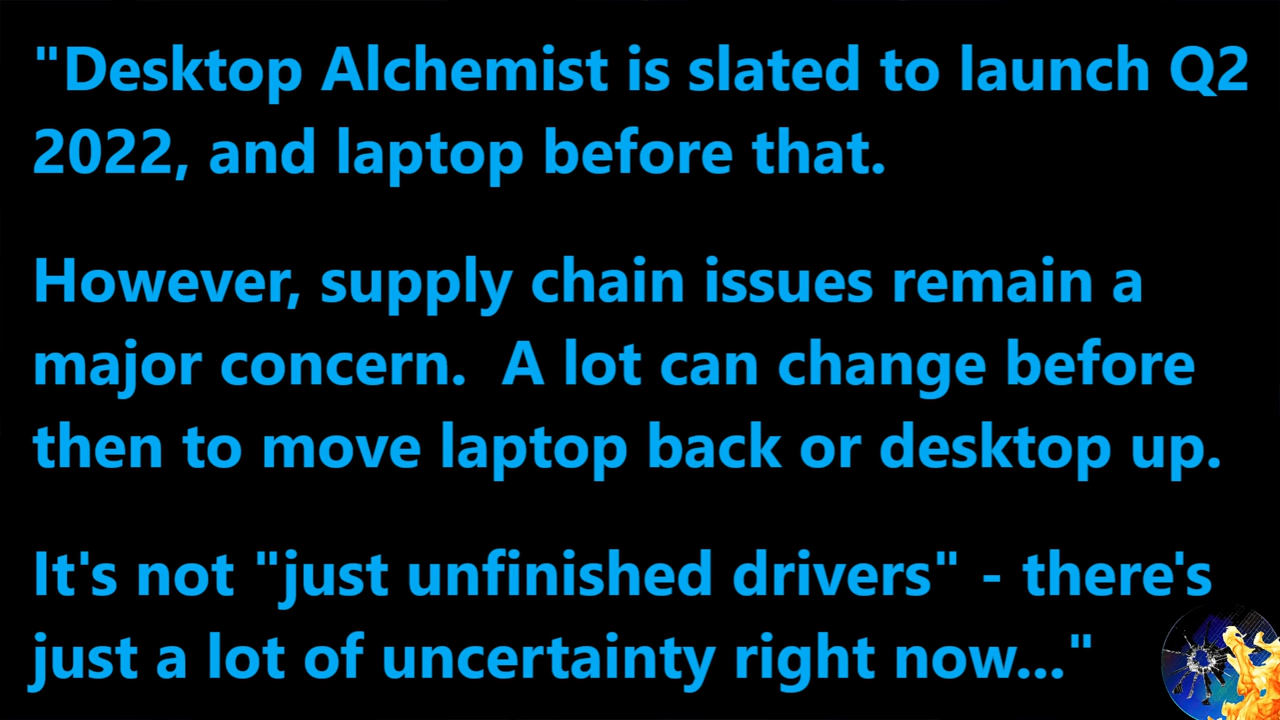 "Desktop Alchemist is slated to launch Q2
2022, and laptop before that.
However, supply chain issues remain a
major concern.  A lot can change before
then to move laptop back or desktop up.
It's not "just unfinished drivers" - there's
just a lot of uncertainty right now..."